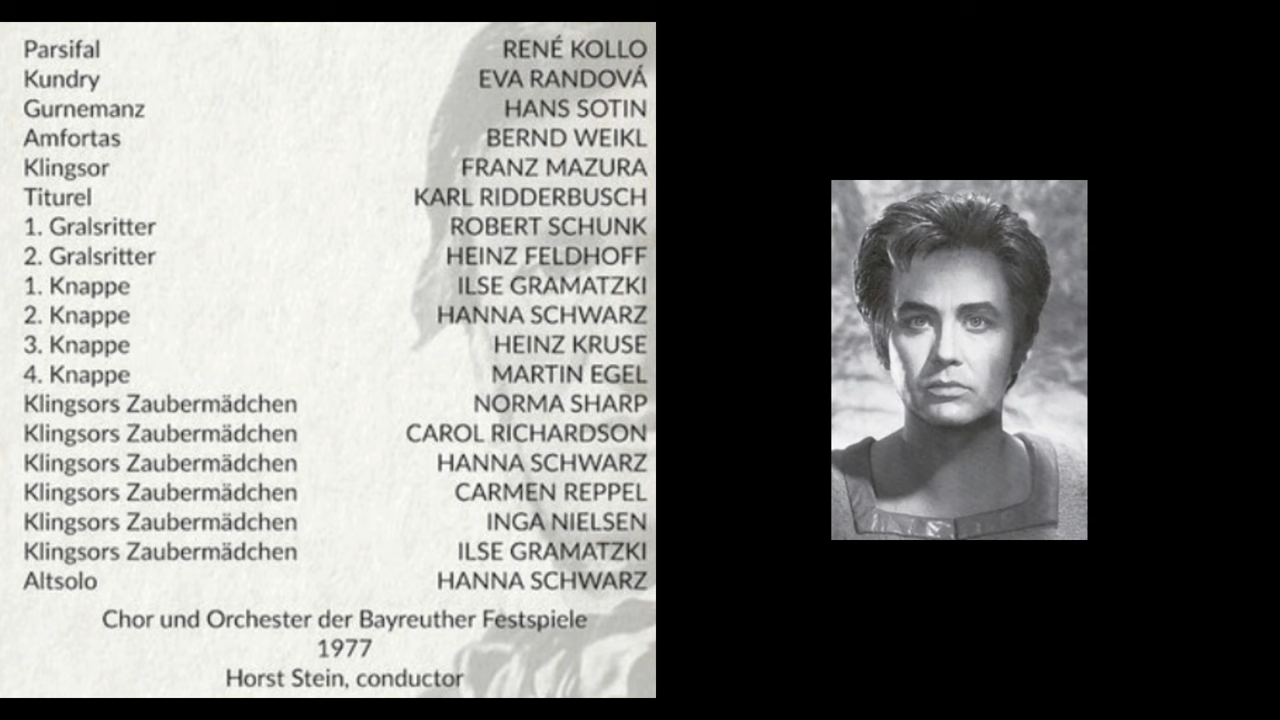 Parsifal RENÉ KOLLO
Kundry EVA RANDOVÁ
Gurnemanz HANS SOTIN
Amfortas BERND WEIKL
Klingsor FRANZ MAZURA
Titurel KARL RIDDERBUSCH
1. Gralsritter ROBERT SCHUNK
2. Gralsritter HEINZ FELDHOFF
1. Knappe ILSE GRAMATZKI
2. Knappe HANNA SCHWARZ
3. Knappe HEINZ KRUSE
4. Knappe MARTIN EGEL
Klingsors Zaubermädchen NORMA SHARP
Klingsors Zaubermädchen CAROL RICHARDSON
Klingsors Zaubermädchen HANNA SCHWARZ
Klingsors Zaubermädchen CARMEN REPPEL
Klingsors Zaubermädchen INGA NIELSEN
Klingsors Zaubermädchen ILSE GRAMATZKI
Altsolo HANNA SCHWARZ
Chor und Orchester der Bayreuther Festspiele
1977
Horst Stein, conductor